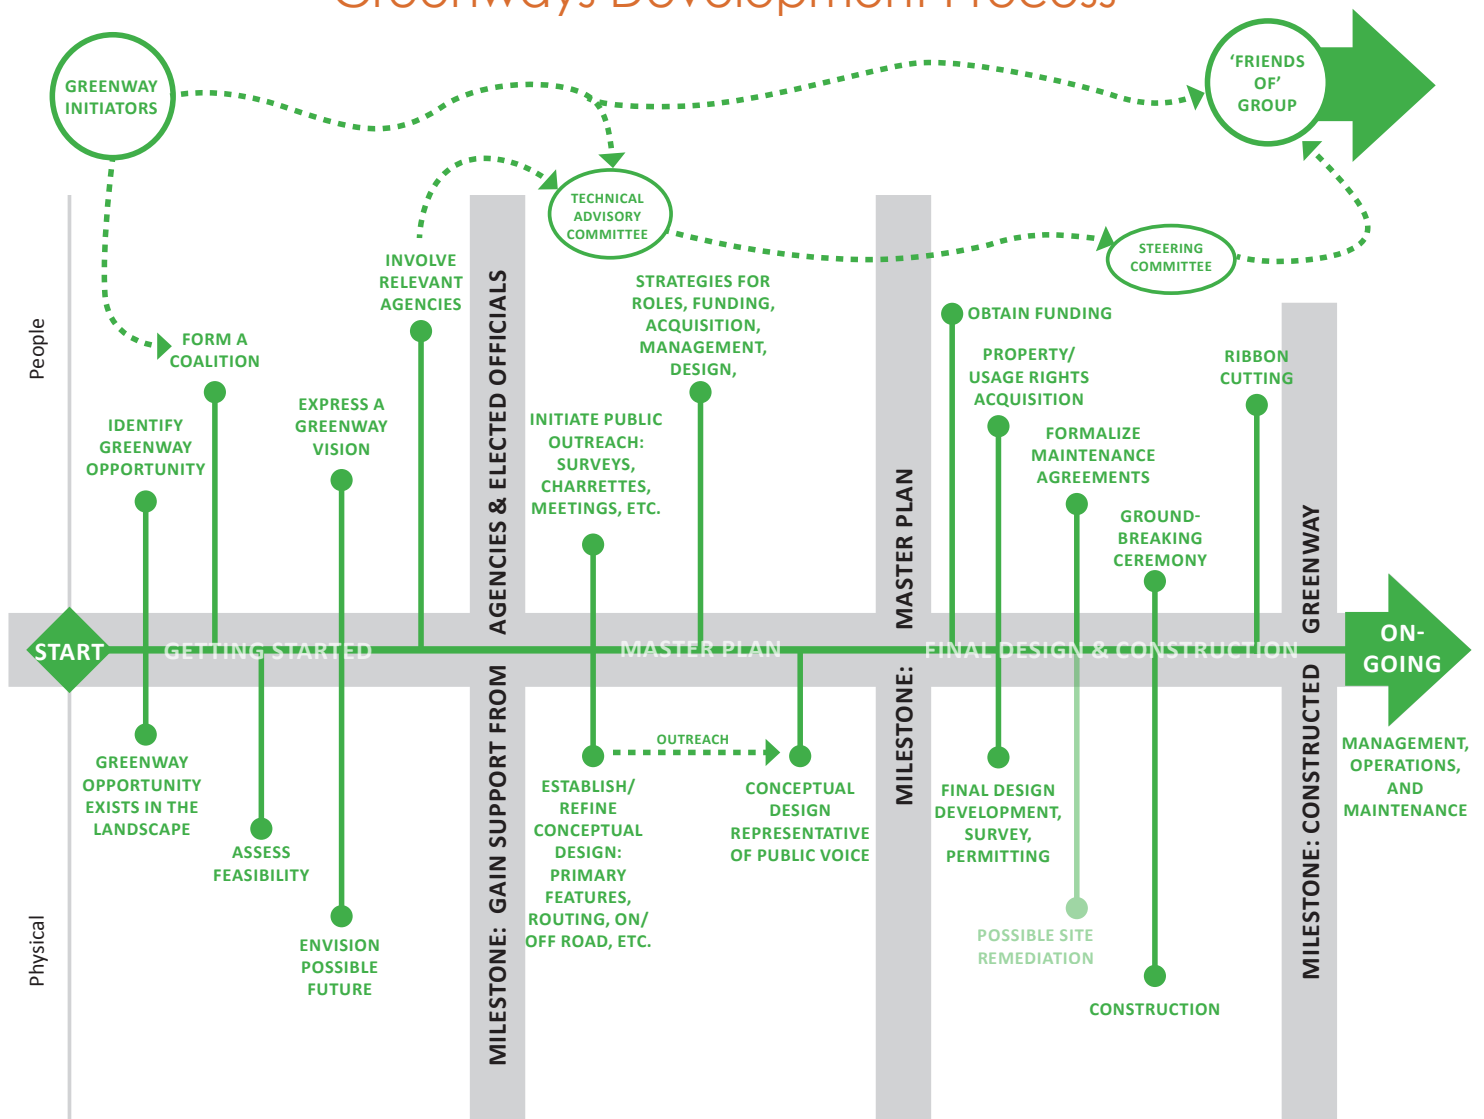 Greenways Development Process
GREENWAY
INITIATORS
'FRIENDS
OF'
GROUP
TECHNICAL
ADVISORY
COMMITTEE
STEERING
COMMITTEE
People
Physical
INVOLVE
RELEVANT
AGENCIES
FORM A
COALITION
EXPRESS A
GREENWAY
VISION
IDENTIFY
GREENWAY
OPPORTUNITY
STRATEGIES FOR
ROLES, FUNDING,
ACQUISITION,
MANAGEMENT,
DESIGN,
INITIATE PUBLIC
OUTREACH:
SURVEYS,
CHARRETTES,
MEETINGS, ETC.
OBTAIN FUNDING
PROPERTY/
USAGE RIGHTS
ACQUISITION
FORMALIZE
MAINTENANCE
AGREEMENTS
GROUND-
BREAKING
CEREMONY
RIBBON
CUTTING
START
GETTING STARTED
MILESTONE: GAIN SUPPORT FROM AGENCIES & ELECTED OFFICIALS
MASTER PLAN
MILESTONE: MASTER PLAN
FINAL DESIGN & CONSTRUCTION
MILESTONE: CONSTRUCTED GREENWAY
ON-
GOING
GREENWAY
OPPORTUNITY
EXISTS IN THE
LANDSCAPE
ASSESS
FEASIBILITY
ENVISION
POSSIBLE
FUTURE
OUTREACH
ESTABLISH/
REFINE
CONCEPTUAL
DESIGN:
PRIMARY
FEATURES,
ROUTING, ON/
OFF ROAD, ETC.
CONCEPTUAL
DESIGN
REPRESENTATIVE
OF PUBLIC VOICE
FINAL DESIGN
DEVELOPMENT,
SURVEY,
PERMITTING
POSSIBLE SITE
REMEDIATION
CONSTRUCTION
MANAGEMENT,
OPERATIONS,
AND
MAINTENANCE